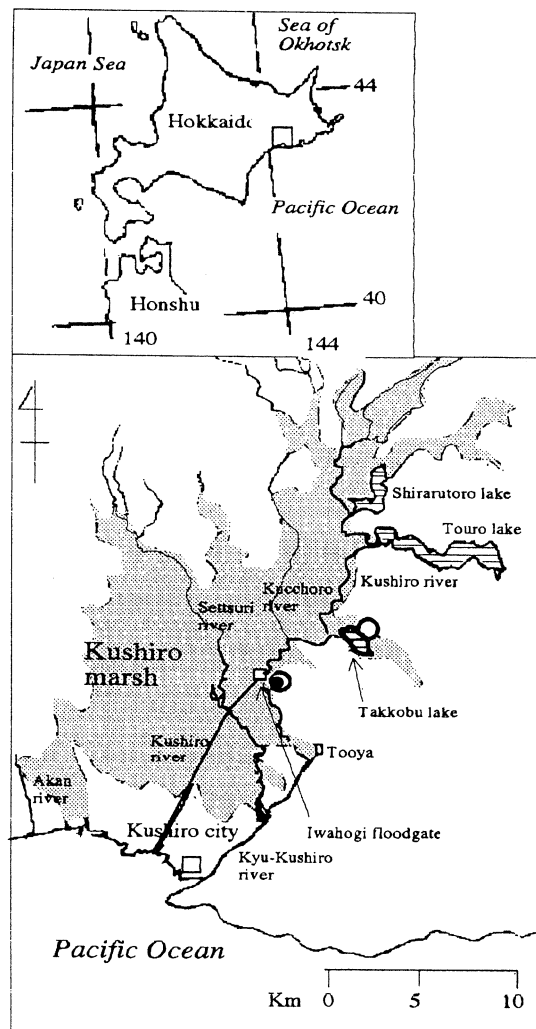 Sea of
Okhotsk
Japan Sea
44
Hokkaido
Pacific Ocean
Honshu
40
140
144
Shirarutoro lake
Touro lake
Kushiro river
Kucchoro
river
Settsuri
river
Kushiro
marsh
Takkobu lake
Kushiro
river
Tooya
Akan
river
Kushiro city
Iwahogi floodgate
Kyu-Kushiro
river
Pacific Ocean
Km 0 5 10